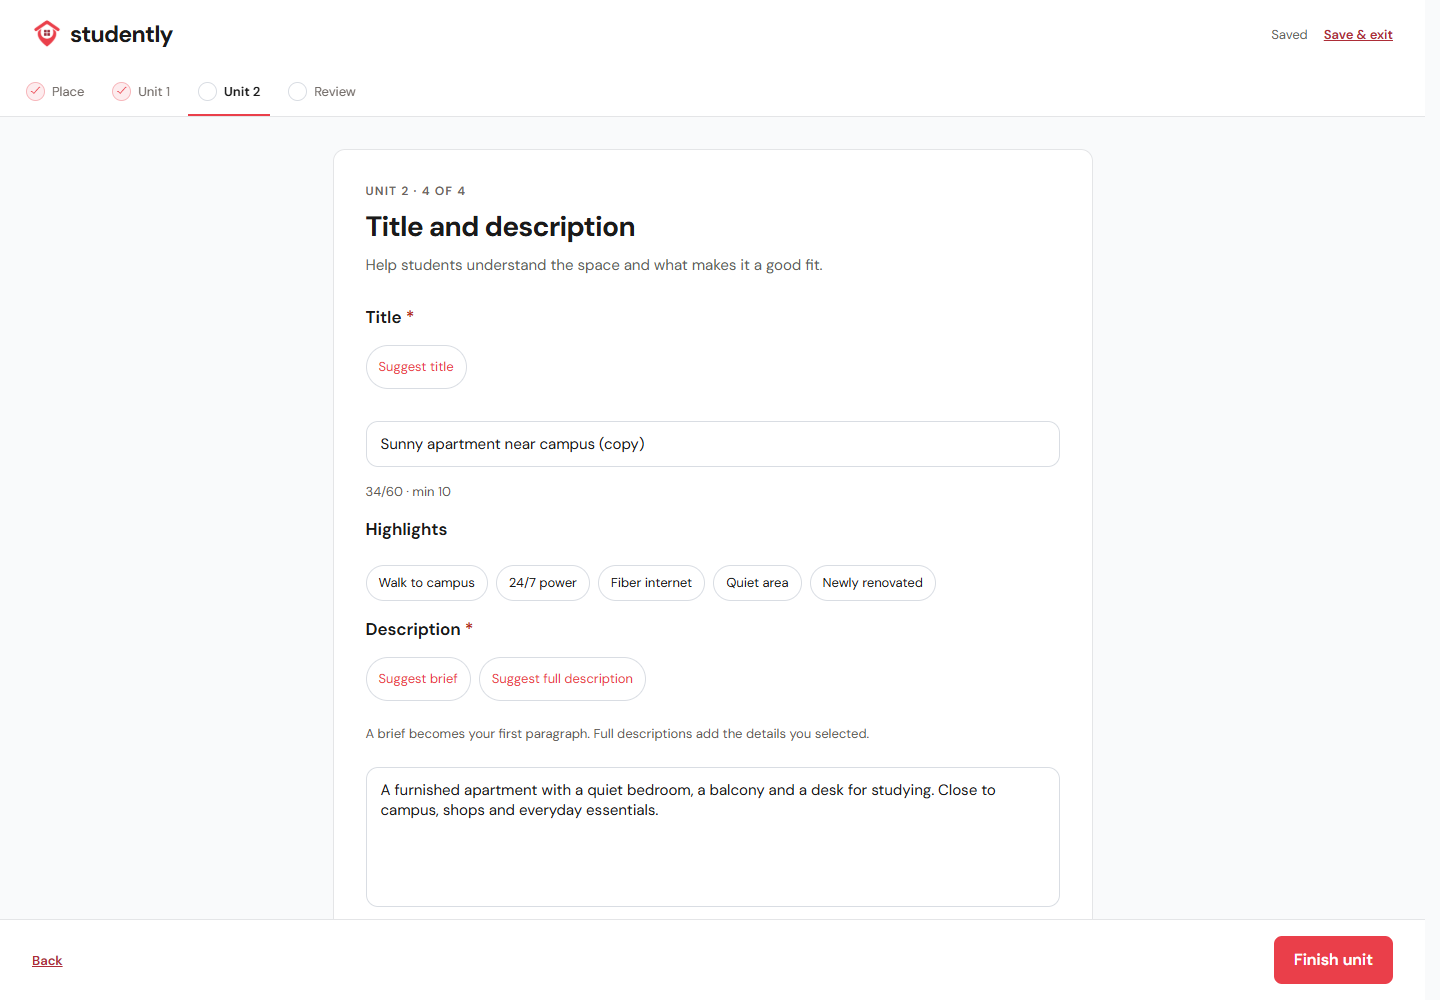 studently
Saved Save & exit
Place Unit 1 Unit 2 Review
UNIT 2 · 4 OF 4
Title and description
Help students understand the space and what makes it a good fit.
Title *
Suggest title
Sunny apartment near campus (copy)
34/60 · min 10
Highlights
Walk to campus 24/7 power Fiber internet Quiet area Newly renovated
Description *
Suggest brief Suggest full description
A brief becomes your first paragraph. Full descriptions add the details you selected.
A furnished apartment with a quiet bedroom, a balcony and a desk for studying. Close to
campus, shops and everyday essentials.
Back Finish unit